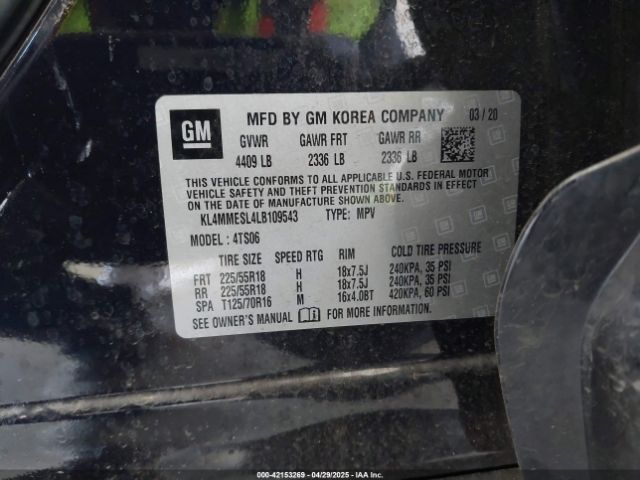 GM
MFD BY GM KOREA COMPANY 03 / 20
GVWR GAWR FRT GAWR RR
4409 LB 2336 LB 2336 LB
THIS VEHICLE CONFORMS TO ALL APPLICABLE U.S. FEDERAL MOTOR
VEHICLE SAFETY AND THEFT PREVENTION STANDARDS IN EFFECT
ON THE DATE OF MANUFACTURE SHOWN ABOVE.
KL4MMESL4LB109543 TYPE: MPV
MODEL : 4TS06
TIRE SIZE SPEED RTG RIM COLD TIRE PRESSURE
FRT 225/55R18 H 18x7.5J 240KPA, 35 PSI
RR 225/55R18 H 18x7.5J 240KPA, 35 PSI
SPA T125/70R16 M 16x4.0BT 420KPA, 60 PSI
SEE OWNER'S MANUAL FOR MORE INFORMATION.
000-42153269 04/29/2025 IAAI.COM